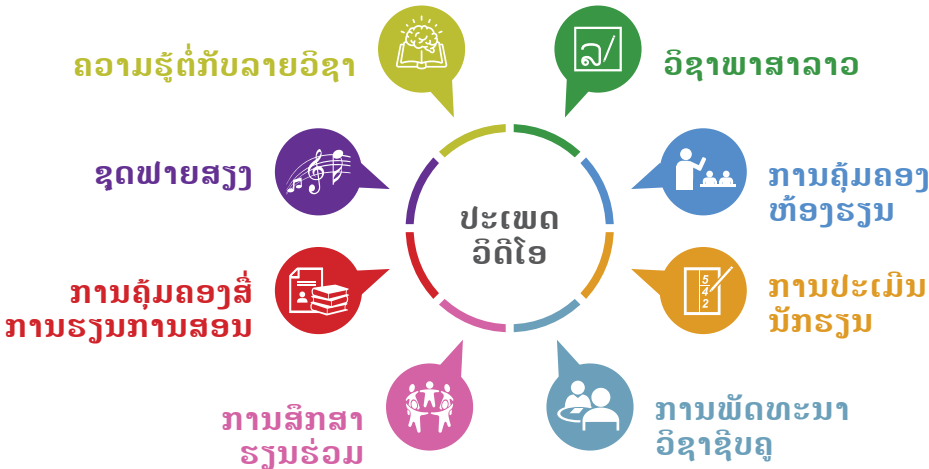 ຄວາມຮູ້ຕໍ່ກັບລາຍວິຊາ
ວິຊາພາສາລາວ
ຊຸດຟາຍສຽງ
ການຄຸ້ມຄອງ
ຫ້ອງຮຽນ
ປະເພດ
ວິດີໂອ
ການຄຸ້ມຄອງສື່
ການຮຽນການສອນ
ການປະເມີນ
ນັກຮຽນ
ການສຶກສາ
ຮຽນຮ່ວມ
ການພັດທະນາ
ວິຊາຊີບຄູ
ລ/
5
4
2